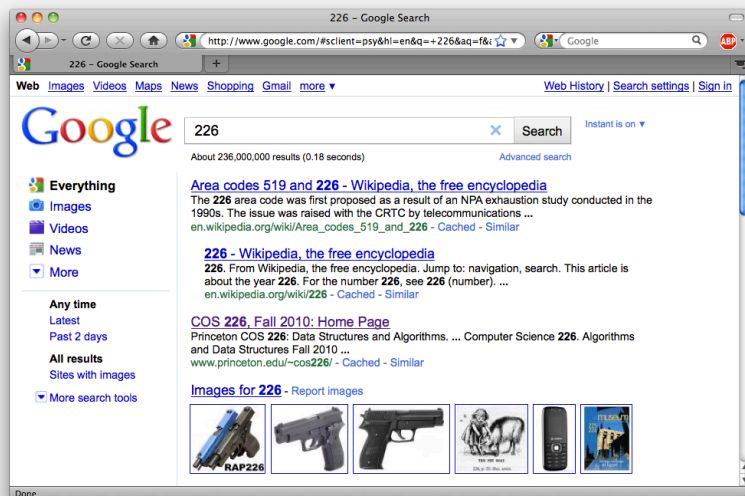 226 - Google Search
http://www.google.com/#sclient=psy&hl=en&q=+226&aq=f&
Google
ABP
226 - Google Search
+
Web Images Videos Maps News Shopping Gmail more ▼
Web History | Search settings | Sign in
Google
226
Search
Instant is on ▼
About 236,000,000 results (0.18 seconds)
Advanced search
Everything
Images
Videos
News
More
Any time
Latest
Past 2 days
All results
Sites with images
More search tools
Area codes 519 and 226 - Wikipedia, the free encyclopedia
The 226 area code was first proposed as a result of an NPA exhaustion study conducted in the
1990s. The issue was raised with the CRTC by telecommunications ...
en.wikipedia.org/wiki/Area_codes_519_and_226 - Cached - Similar
226 - Wikipedia, the free encyclopedia
226. From Wikipedia, the free encyclopedia. Jump to: navigation, search. This article is
about the year 226. For the number 226, see 226 (number). ...
en.wikipedia.org/wiki/226 - Cached - Similar
COS 226, Fall 2010: Home Page
Princeton COS 226: Data Structures and Algorithms. ... Computer Science 226. Algorithms
and Data Structures Fall 2010 ...
www.princeton.edu/~cos226/ - Cached - Similar
Images for 226 - Report images
RAP226
museum
Done